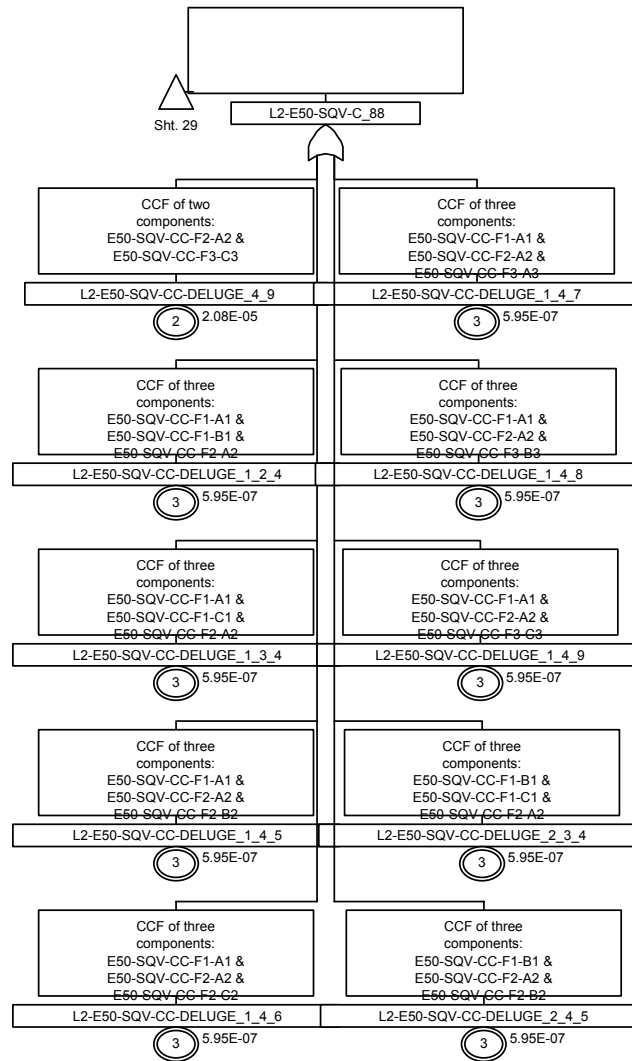 Sht. 29
L2-E50-SQV-C_88
CCF of two
components:
E50-SQV-CC-F2-A2 &
E50-SQV-CC-F3-C3
L2-E50-SQV-CC-DELUGE_4_9
2
2.08E-05
CCF of three
components:
E50-SQV-CC-F1-A1 &
E50-SQV-CC-F2-A2 &
E50-SQV-CC-F3-A3
L2-E50-SQV-CC-DELUGE_1_4_7
3
5.95E-07
CCF of three
components:
E50-SQV-CC-F1-A1 &
E50-SQV-CC-F1-B1 &
E50-SQV-CC-F2-A2
L2-E50-SQV-CC-DELUGE_1_2_4
3
5.95E-07
CCF of three
components:
E50-SQV-CC-F1-A1 &
E50-SQV-CC-F2-A2 &
E50-SQV-CC-F3-B3
L2-E50-SQV-CC-DELUGE_1_4_8
3
5.95E-07
CCF of three
components:
E50-SQV-CC-F1-A1 &
E50-SQV-CC-F1-C1 &
E50-SQV-CC-F2-A2
L2-E50-SQV-CC-DELUGE_1_3_4
3
5.95E-07
CCF of three
components:
E50-SQV-CC-F1-A1 &
E50-SQV-CC-F2-A2 &
E50-SQV-CC-F3-C3
L2-E50-SQV-CC-DELUGE_1_4_9
3
5.95E-07
CCF of three
components:
E50-SQV-CC-F1-A1 &
E50-SQV-CC-F2-A2 &
E50-SQV-CC-F2-B2
L2-E50-SQV-CC-DELUGE_1_4_5
3
5.95E-07
CCF of three
components:
E50-SQV-CC-F1-B1 &
E50-SQV-CC-F1-C1 &
E50-SQV-CC-F2-A2
L2-E50-SQV-CC-DELUGE_2_3_4
3
5.95E-07
CCF of three
components:
E50-SQV-CC-F1-A1 &
E50-SQV-CC-F2-A2 &
E50-SQV-CC-F2-C2
L2-E50-SQV-CC-DELUGE_1_4_6
3
5.95E-07
CCF of three
components:
E50-SQV-CC-F1-B1 &
E50-SQV-CC-F2-A2 &
E50-SQV-CC-F2-B2
L2-E50-SQV-CC-DELUGE_2_4_5
3
5.95E-07